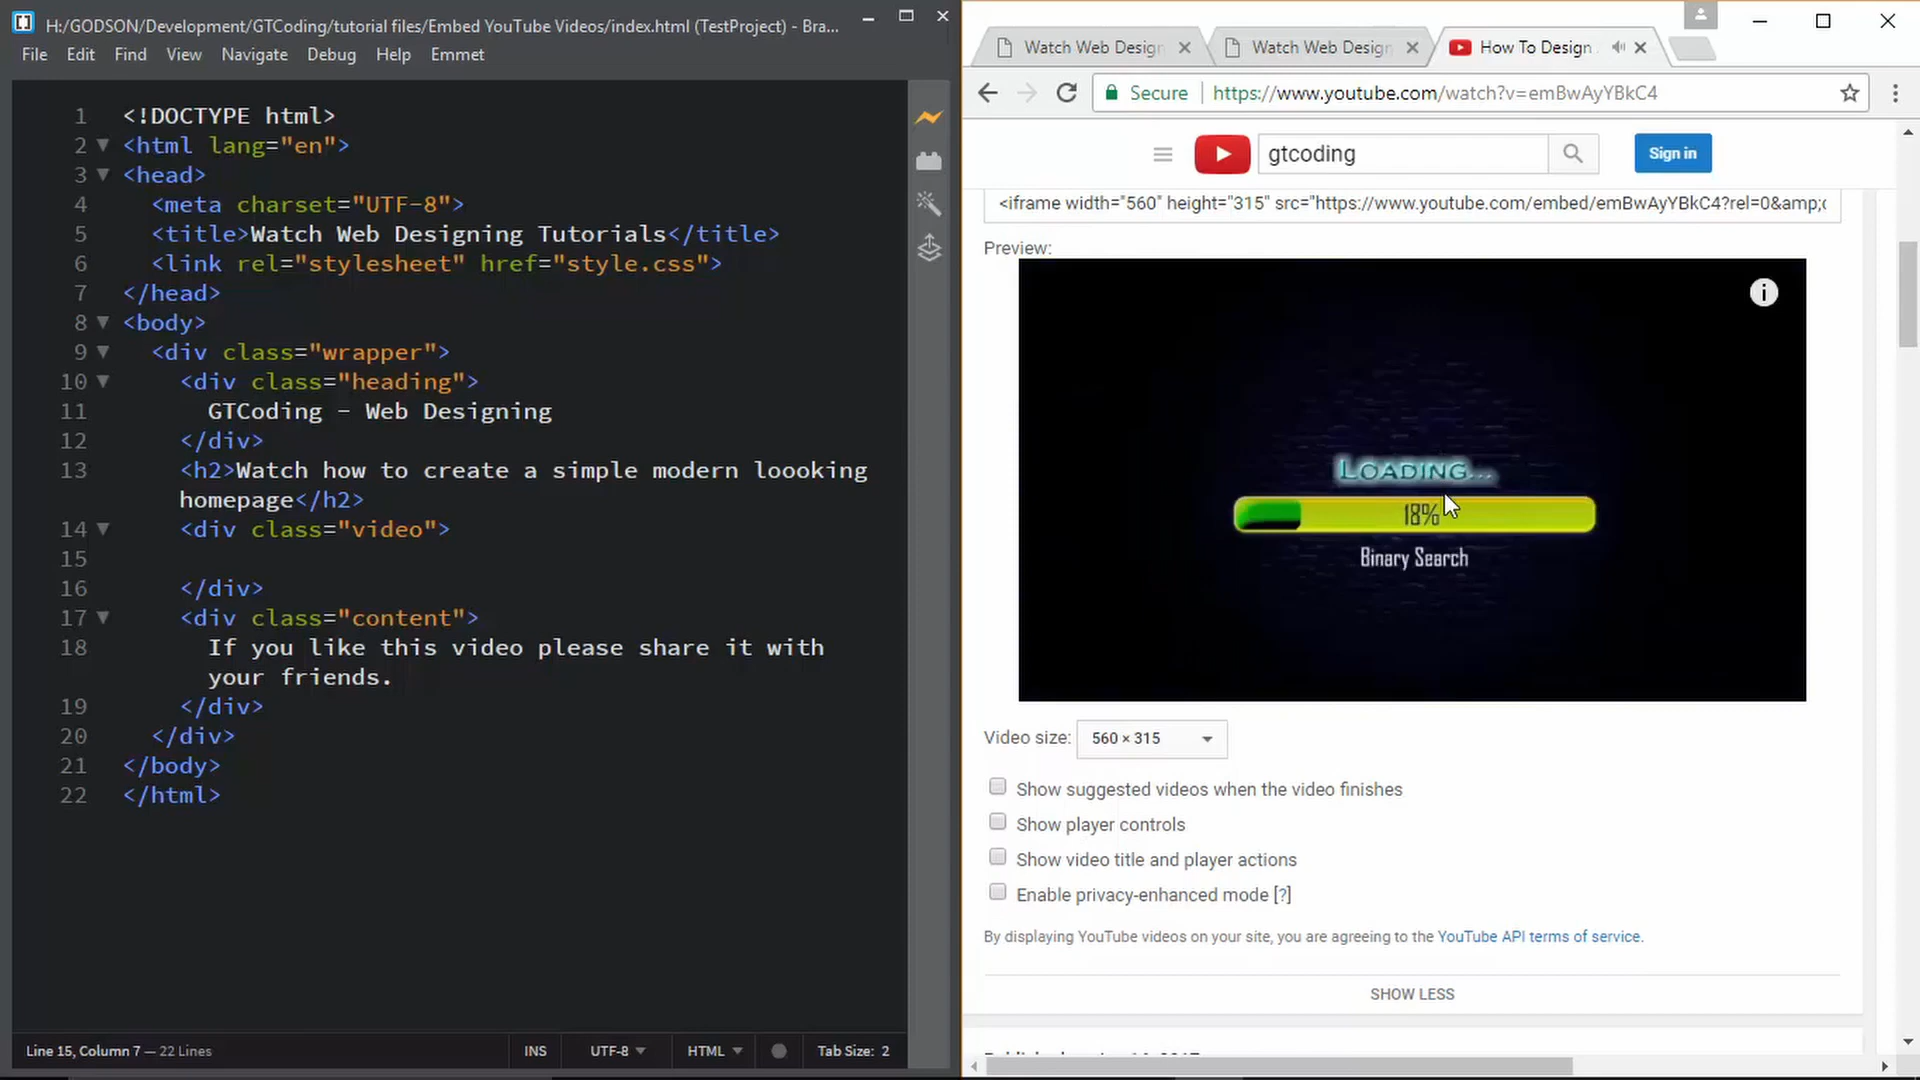 H:/GODSON/Development/GTCoding/tutorial files/Embed YouTube Videos/index.html (TestProject) - Bra...
File Edit Find View Navigate Debug Help Emmet
1 <!DOCTYPE html>
2 <html lang="en">
3 <head>
4 <meta charset="UTF-8">
5 <title>Watch Web Designing Tutorials</title>
6 <link rel="stylesheet" href="style.css">
7 </head>
8 <body>
9 <div class="wrapper">
10 <div class="heading">
11 GTCoding - Web Designing
12 </div>
13 <h2>Watch how to create a simple modern loooking
homepage</h2>
14 <div class="video">
15
16 </div>
17 <div class="content">
18 If you like this video please share it with
your friends.
19 </div>
20 </div>
21 </body>
22 </html>
Line 15, Column 7 — 22 Lines INS UTF-8 HTML Tab Size: 2
Watch Web Design Watch Web Design How To Design
Secure https://www.youtube.com/watch?v=emBwAyYBkC4
gtcoding Sign in
<iframe width="560" height="315" src="https://www.youtube.com/embed/emBwAyYBkC4?rel=0&amp;c
Preview:
i
LOADING...
18%
Binary Search
Video size: 560 × 315
Show suggested videos when the video finishes
Show player controls
Show video title and player actions
Enable privacy-enhanced mode [?]
By displaying YouTube videos on your site, you are agreeing to the YouTube API terms of service.
SHOW LESS